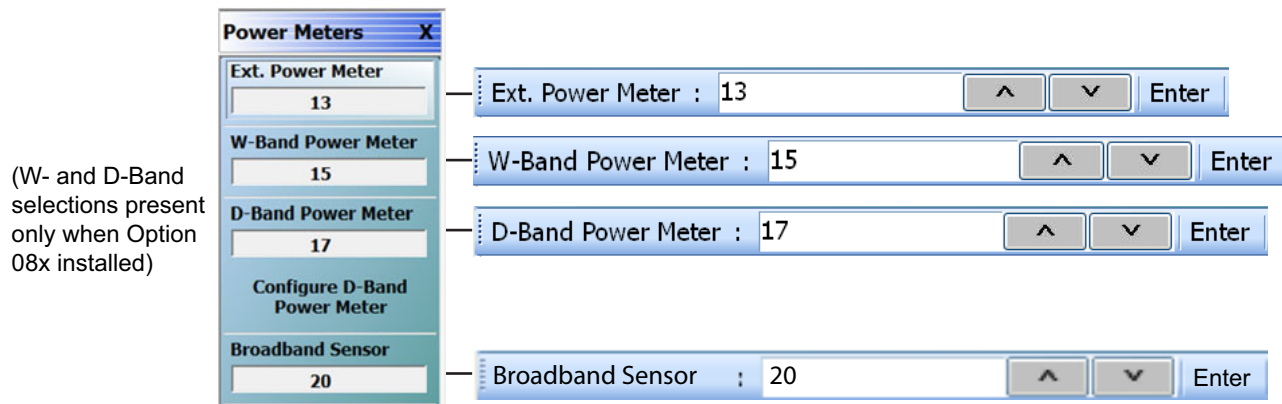 Power Meters X
Ext. Power Meter
13
W-Band Power Meter
15
D-Band Power Meter
17
Configure D-Band
Power Meter
Broadband Sensor
20
(W- and D-Band
selections present
only when Option
08x installed)
Ext. Power Meter : 13 Enter
W-Band Power Meter : 15 Enter
D-Band Power Meter : 17 Enter
Broadband Sensor : 20 Enter